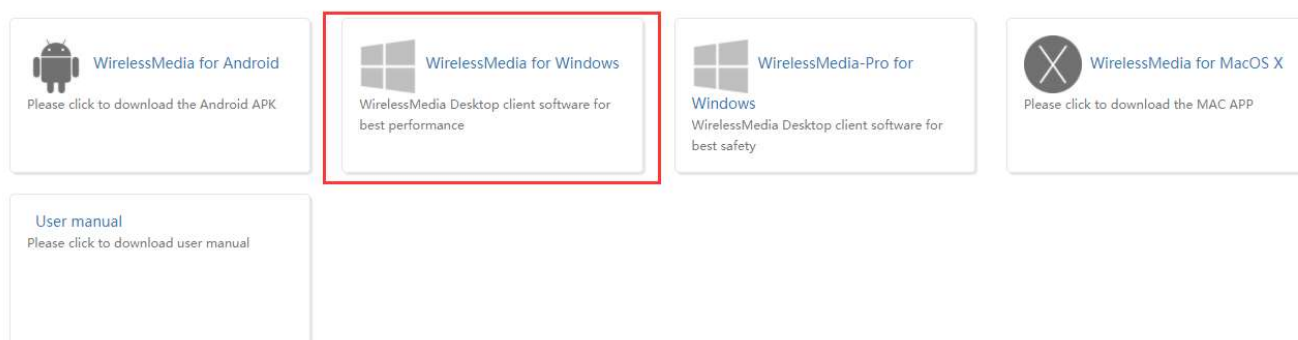 WirelessMedia for Android
Please click to download the Android APK
WirelessMedia for Windows
WirelessMedia Desktop client software for
best performance
WirelessMedia-Pro for
Windows
WirelessMedia Desktop client software for
best safety
WirelessMedia for MacOS X
Please click to download the MAC APP
User manual
Please click to download user manual